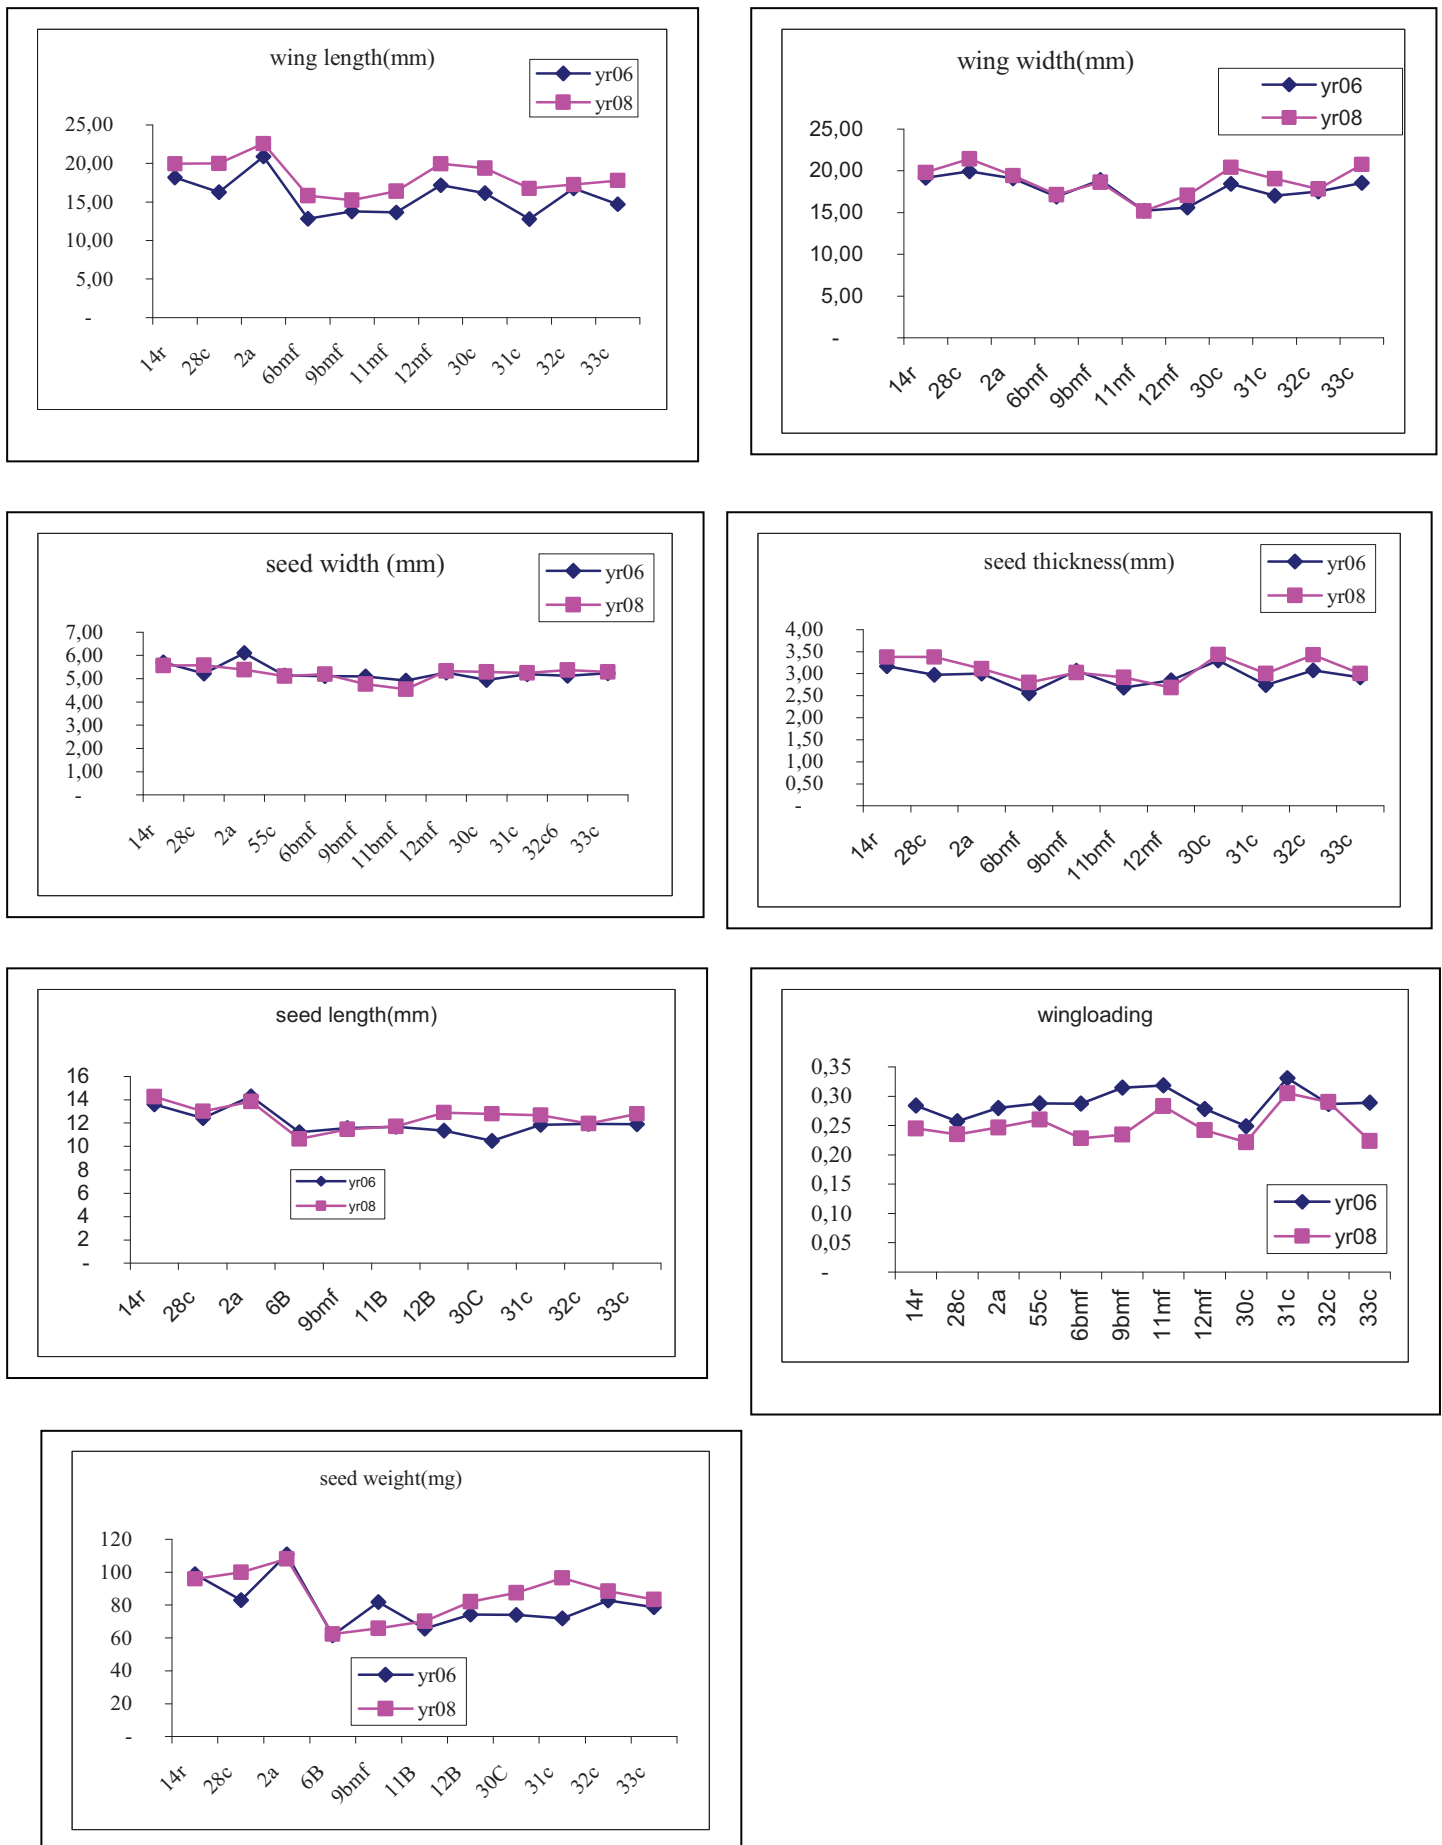 wing length(mm)
yr06
yr08
25,00
20,00
15,00
10,00
5,00
-
14r
28c
2a
6bmf
9bmf
11mf
12mf
30c
31c
32c
33c
wing width(mm)
yr06
yr08
25,00
20,00
15,00
10,00
5,00
-
14r
28c
2a
6bmf
9bmf
11mf
12mf
30c
31c
32c
33c
seed width (mm)
yr06
yr08
7,00
6,00
5,00
4,00
3,00
2,00
1,00
-
14r
28c
2a
55c
6bmf
9bmf
11bmf
12mf
30c
31c
32c6
33c
seed thickness(mm)
yr06
yr08
4,00
3,50
3,00
2,50
2,00
1,50
1,00
0,50
-
14r
28c
2a
6bmf
9bmf
11bmf
12mf
30c
31c
32c
33c
seed length(mm)
16
14
12
10
8
6
4
2
-
yr06
yr08
14r
28c
2a
6B
9bmf
11B
12B
30C
31c
32c
33c
wingloading
0,35
0,30
0,25
0,20
0,15
0,10
0,05
-
yr06
yr08
14r
28c
2a
55c
6bmf
9bmf
11mf
12mf
30c
31c
32c
33c
seed weight(mg)
120
100
80
60
40
20
-
yr06
yr08
14r
28c
2a
6B
9bmf
11B
12B
30C
31c
32c
33c